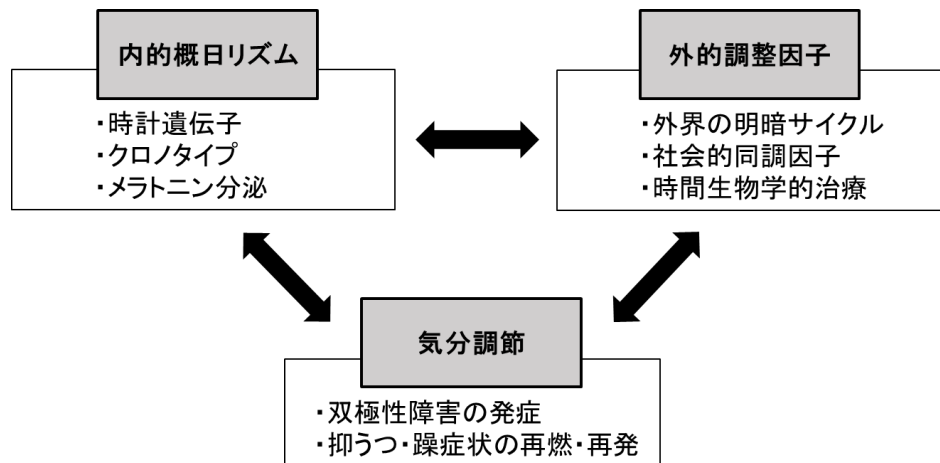 内的概日リズム
・時計遺伝子
・クロノタイプ
・メラトニン分泌
外的調整因子
・外界の明暗サイクル
・社会的同調因子
・時間生物学的治療
気分調節
・双極性障害の発症
・抑うつ・躁症状の再燃・再発